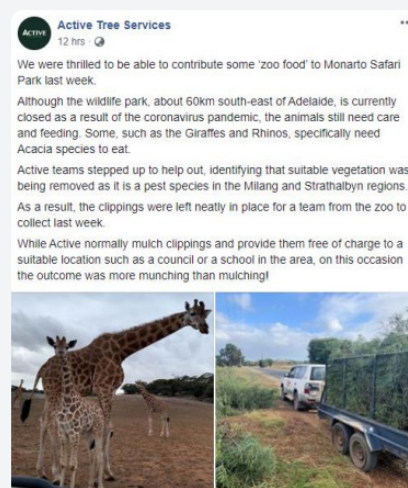 ACTIVE
Active Tree Services
12 hrs ·
We were thrilled to be able to contribute some 'zoo food' to Monarto Safari
Park last week.
Although the wildlife park, about 60km south-east of Adelaide, is currently
closed as a result of the coronavirus pandemic, the animals still need care
and feeding. Some, such as the Giraffes and Rhinos, specifically need
Acacia species to eat.
Active teams stepped up to help out, identifying that suitable vegetation was
being removed as it is a pest species in the Milang and Strathalbyn regions.
As a result, the clippings were left neatly in place for a team from the zoo to
collect last week.
While Active normally mulch clippings and provide them free of charge to a
suitable location such as a council or a school in the area, on this occasion
the outcome was more munching than mulching!